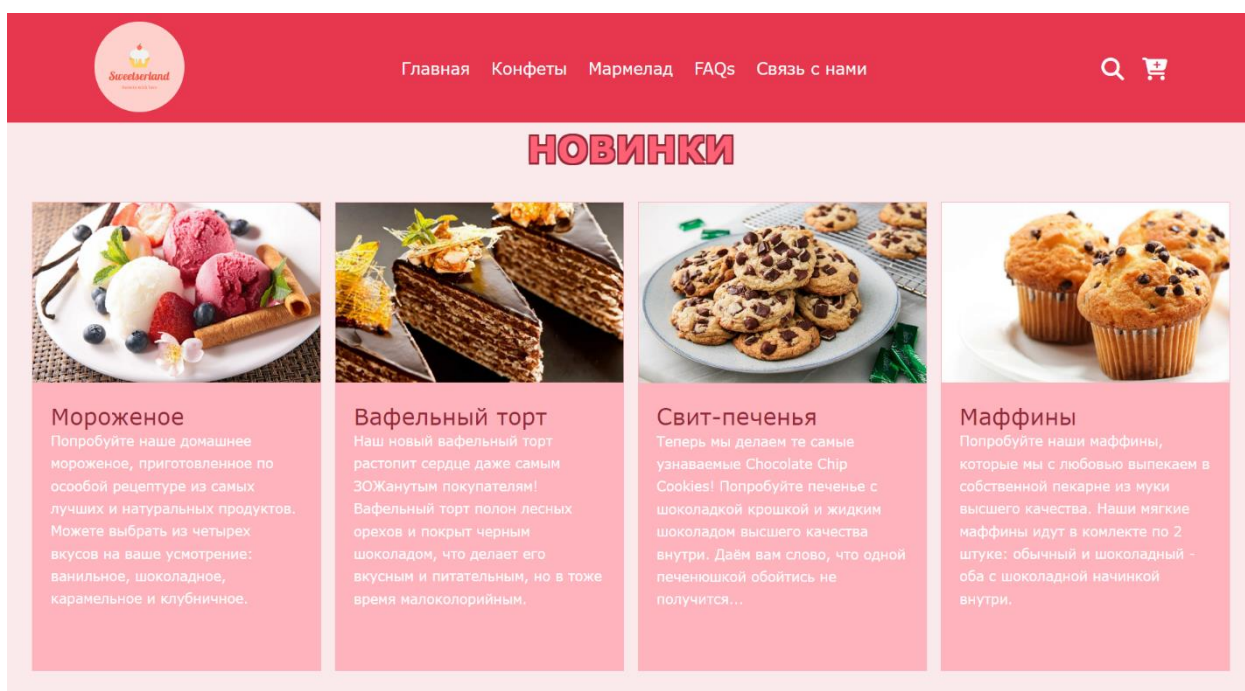 Sweetserland
Главная Конфеты Мармелад FAQs Связь с нами
НОВИНКИ
Мороженое
Попробуйте наше домашнее
мороженое, приготовленное по
осообой рецептуре из самых
лучших и натуральных продуктов.
Можете выбрать из четырех
вкусов на ваше усмотрение:
ванильное, шоколадное,
карамельное и клубничное.
Вафельный торт
Наш новый вафельный торт
растопит сердце даже самым
ЗОЖанутым покупателям!
Вафельный торт полон лесных
орехов и покрыт черным
шоколадом, что делает его
вкусным и питательным, но в тоже
время малоколорийным.
Свит-печенья
Теперь мы делаем те самые
узнаваемые Chocolate Chip
Cookies! Попробуйте печенье с
шоколадкой крошкой и жидким
шоколадом высшего качества
внутри. Даём вам слово, что одной
печенюшкой обойтись не
получится...
Маффины
Попробуйте наши маффины,
которые мы с любовью выпекаем в
собственной пекарне из муки
высшего качества. Наши мягкие
маффины идут в комлекте по 2
штуке: обычный и шоколадный -
оба с шоколадной начинкой
внутри.